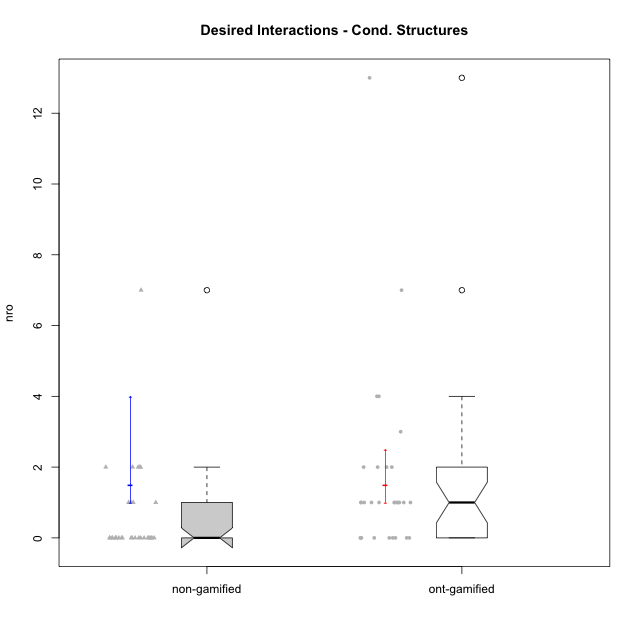 Desired Interactions - Cond. Structures
nro
12
10
8
6
4
2
0
non-gamified
ont-gamified